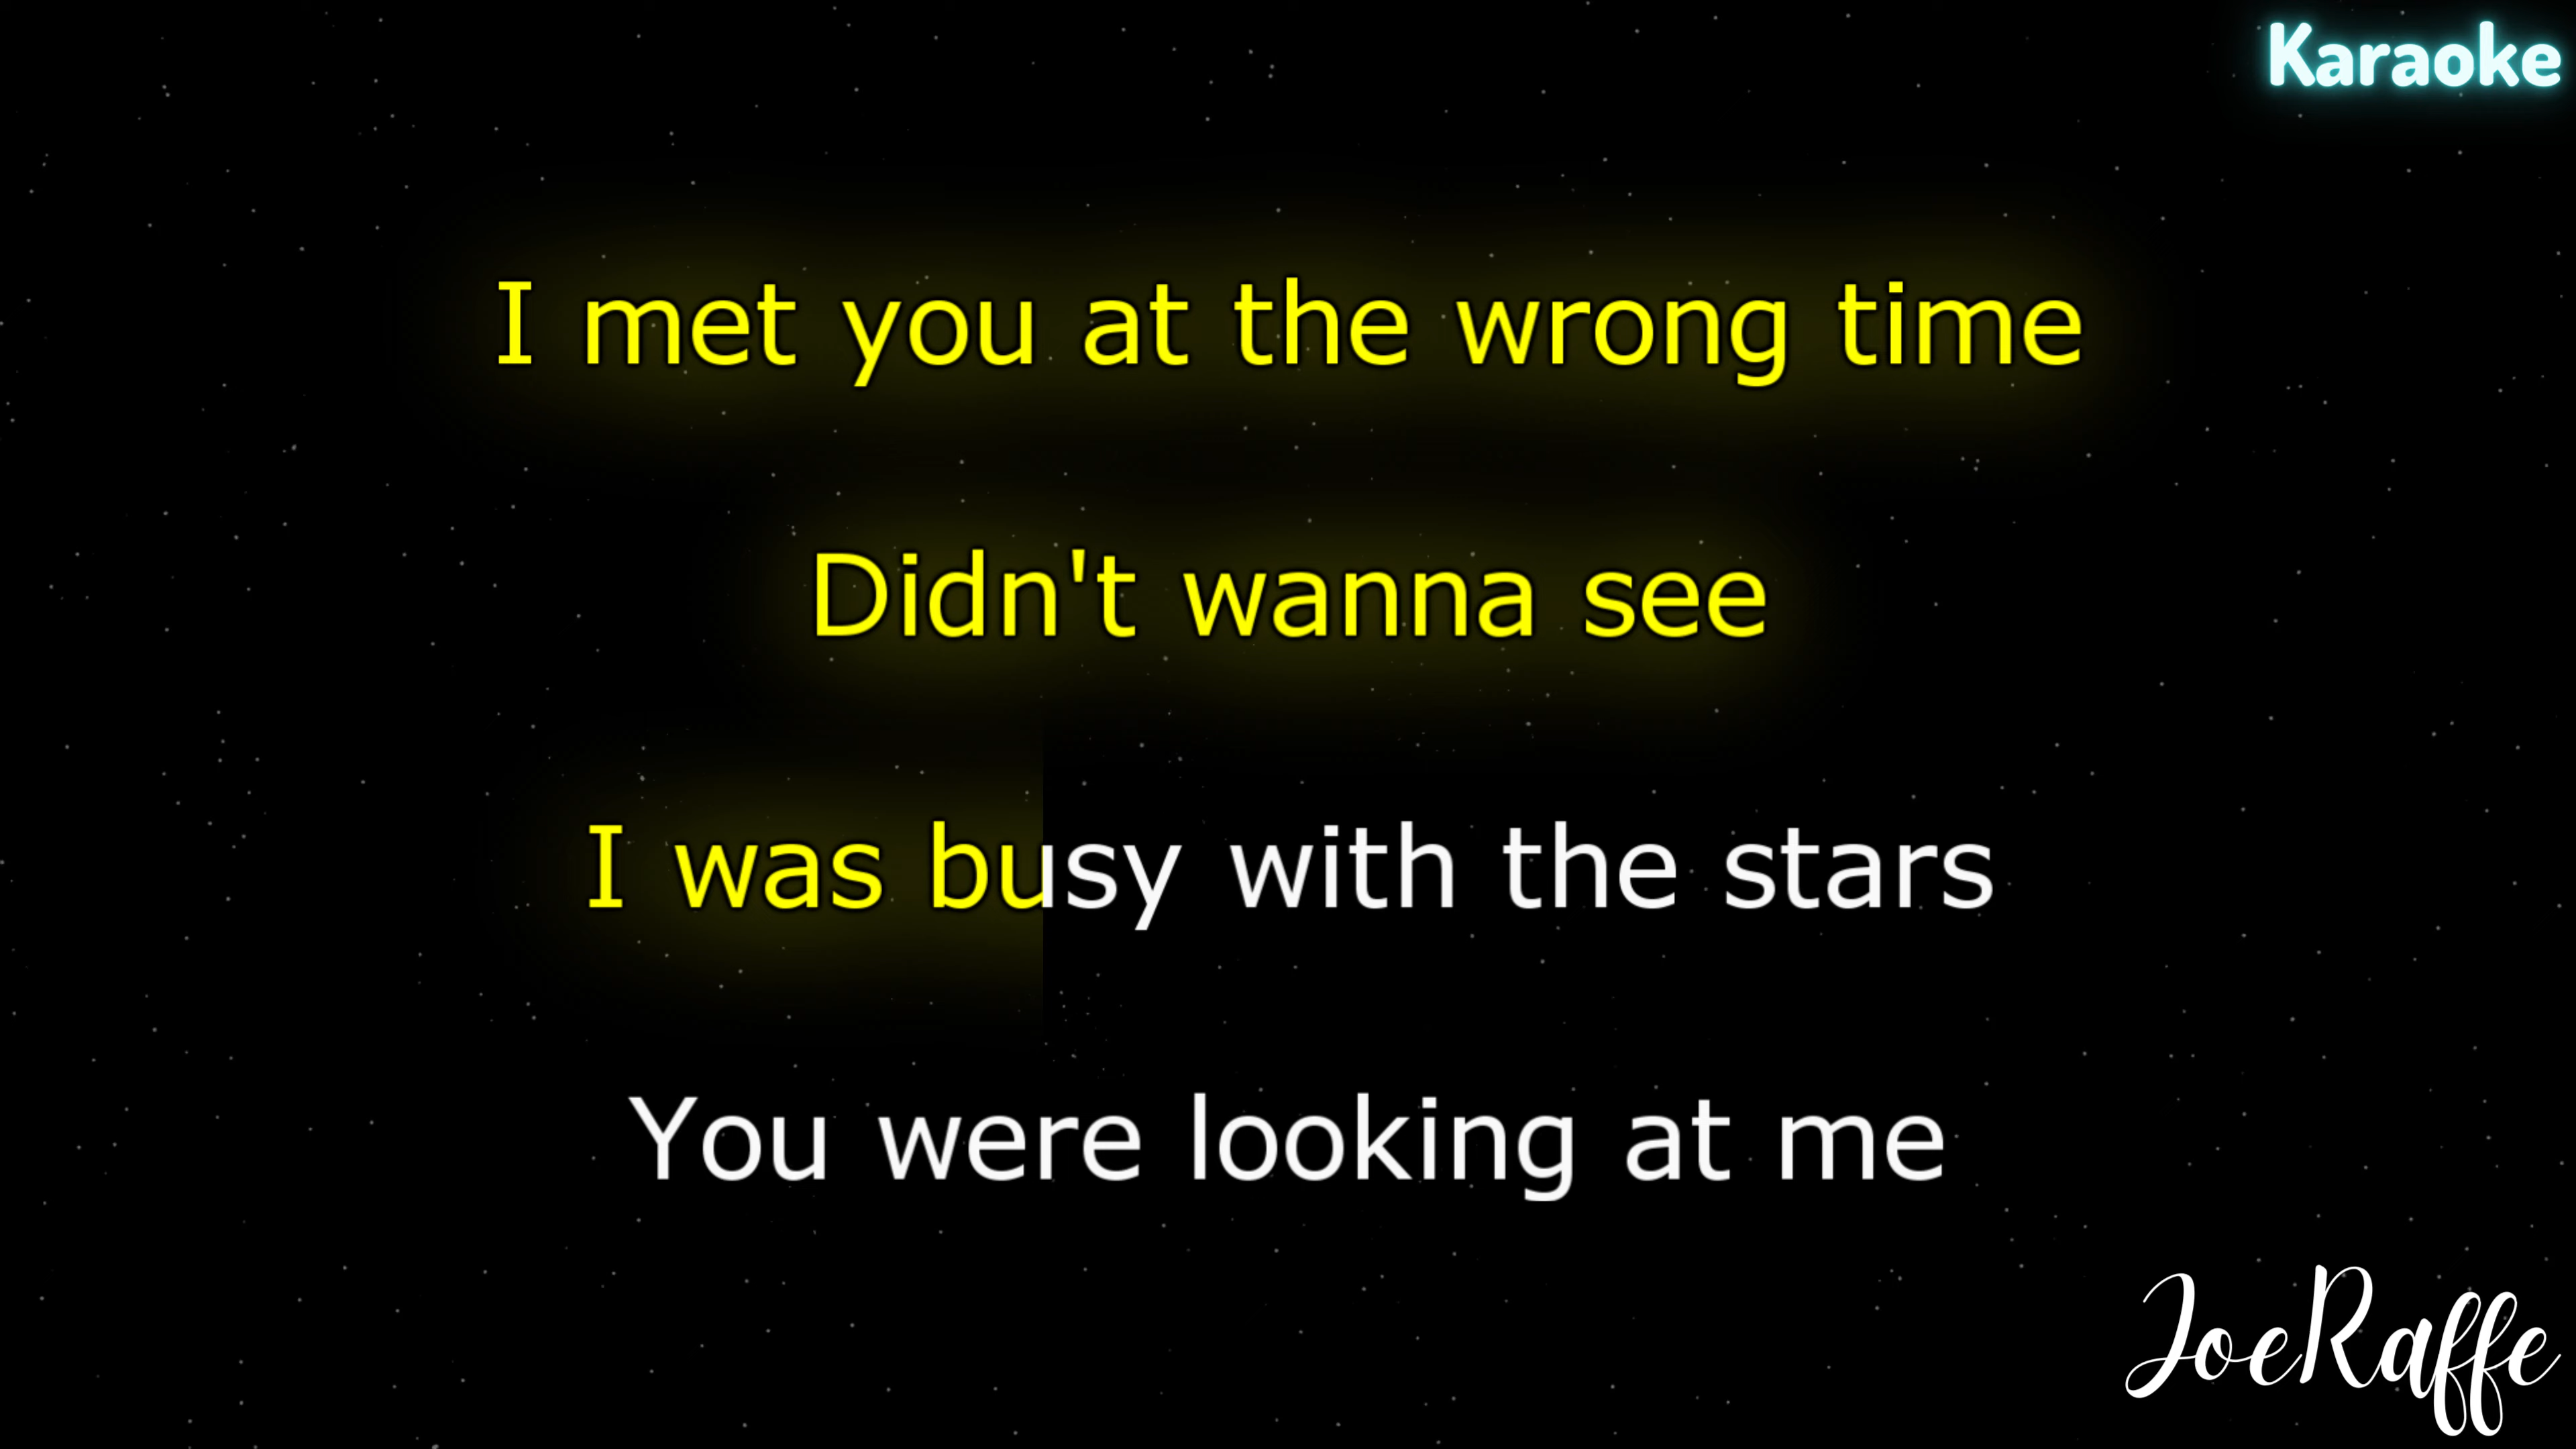 Karaoke
I met you at the wrong time
Didn't wanna see
I was busy with the stars
You were looking at me
JoeRaffe